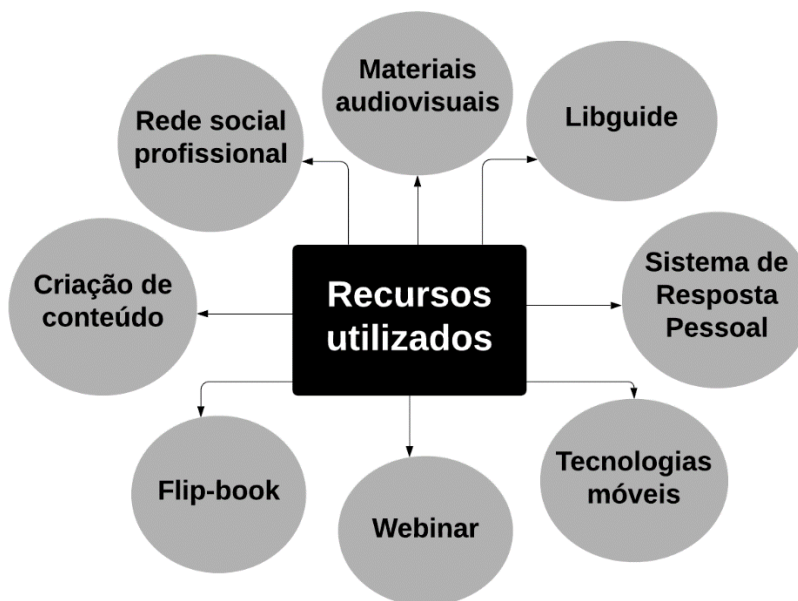 Materiais
audiovisuais
Rede social
profissional
Libguide
Criação de
conteúdo
Recursos
utilizados
Sistema de
Resposta
Pessoal
Flip-book
Webinar
Tecnologias
móveis